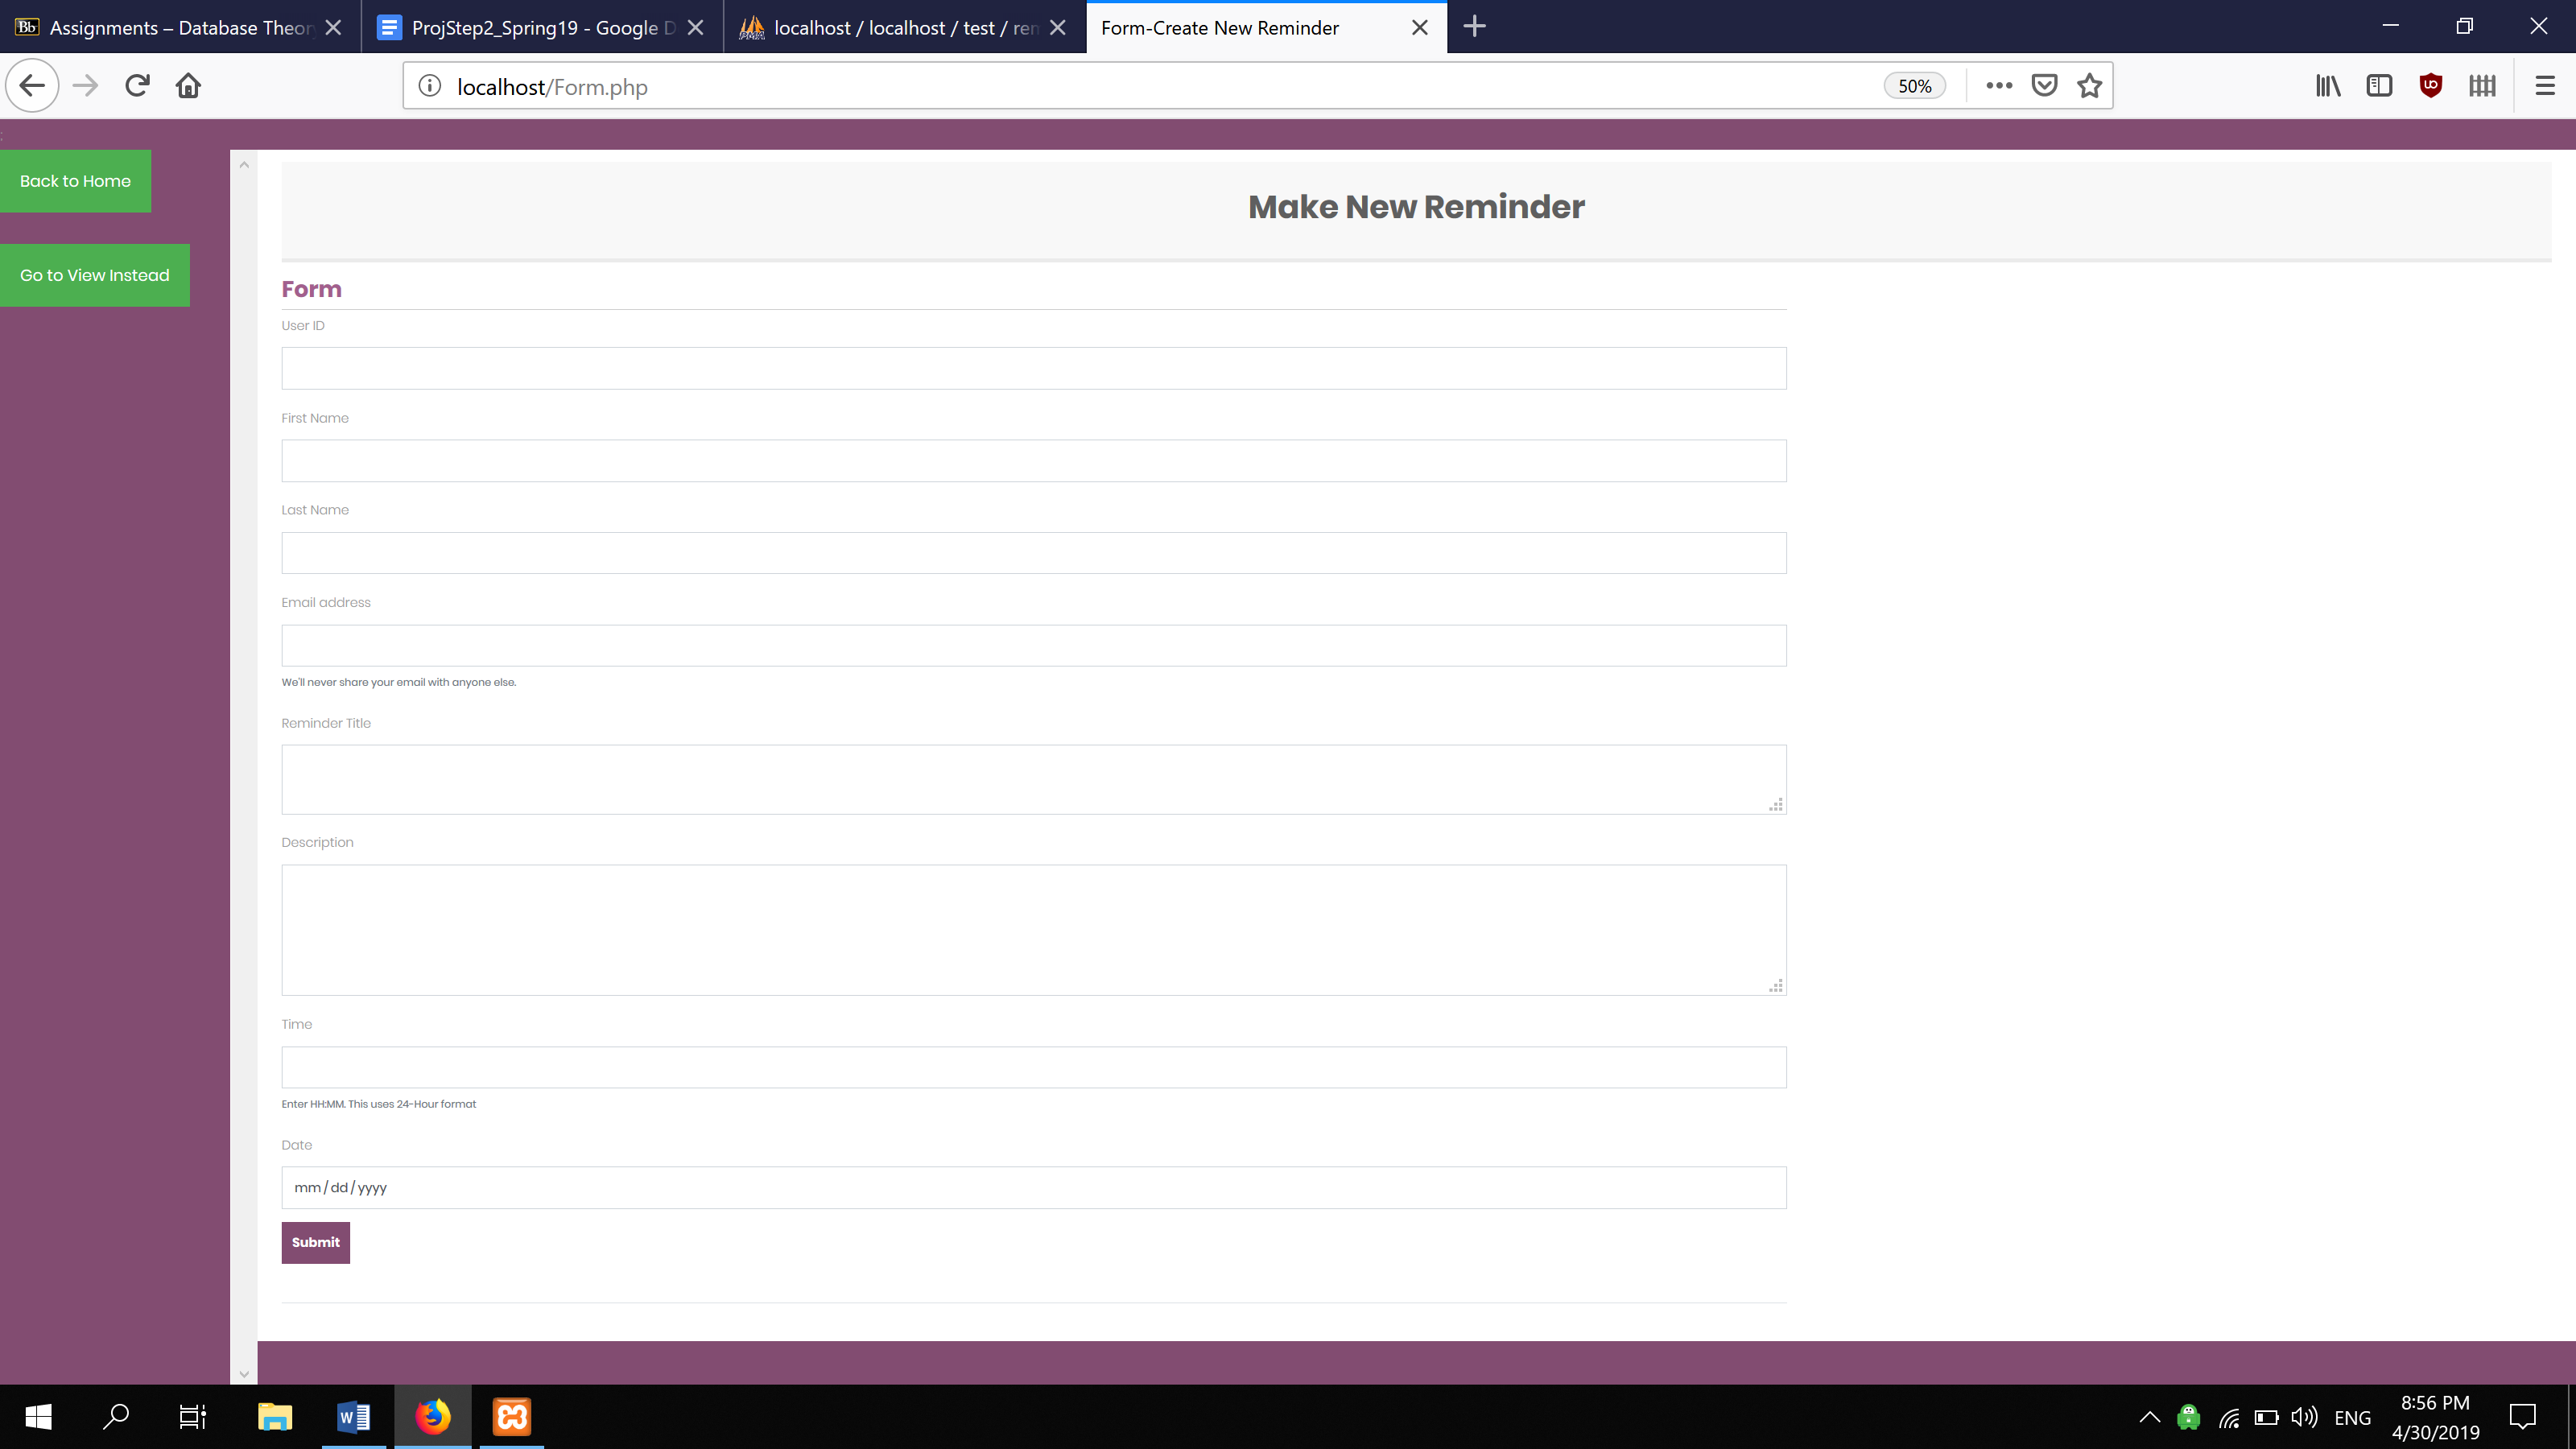 Assignments – Database Theor
ProjStep2_Spring19 - Google D
localhost / localhost / test / ren
Form-Create New Reminder
localhost/Form.php
50%
;
Back to Home
Go to View Instead
Make New Reminder
Form
User ID
First Name
Last Name
Email address
We'll never share your email with anyone else.
Reminder Title
Description
Time
Enter HH:MM. This uses 24-Hour format
Date
mm / dd / yyyy
Submit
ENG
8:56 PM
4/30/2019